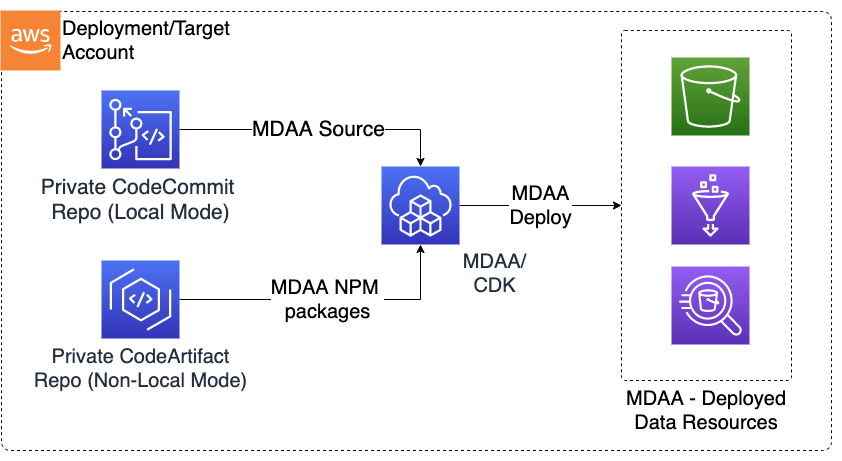 aws
Deployment/Target
Account
MDAA Source
Private CodeCommit
Repo (Local Mode)
MDAA
Deploy
MDAA/
CDK
MDAA NPM
packages
Private CodeArtifact
Repo (Non-Local Mode)
MDAA - Deployed
Data Resources